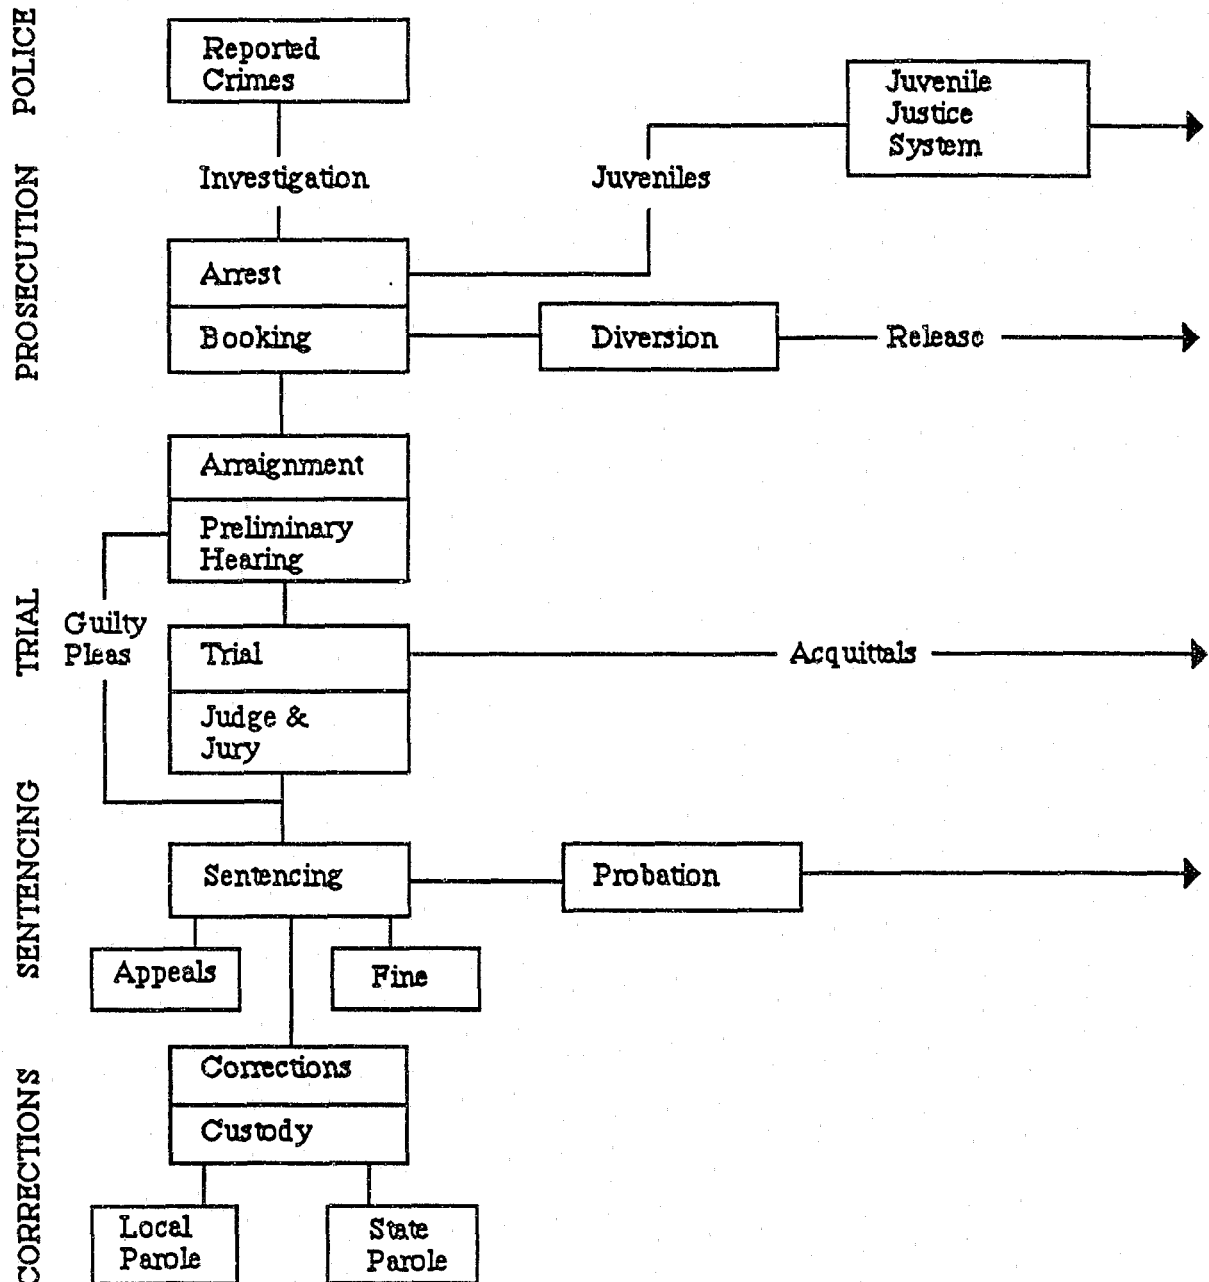 POLICE
Reported
Crimes
Juvenile
Justice
System
Investigation
Juveniles
PROSECUTION
Arrest
Booking
Diversion
Release
Arraignment
Preliminary
Hearing
TRIAL
Guilty
Pleas
Trial
Acquittals
Judge &
Jury
SENTENCING
Sentencing
Probation
Appeals
Fine
CORRECTIONS
Corrections
Custody
Local
Parole
State
Parole